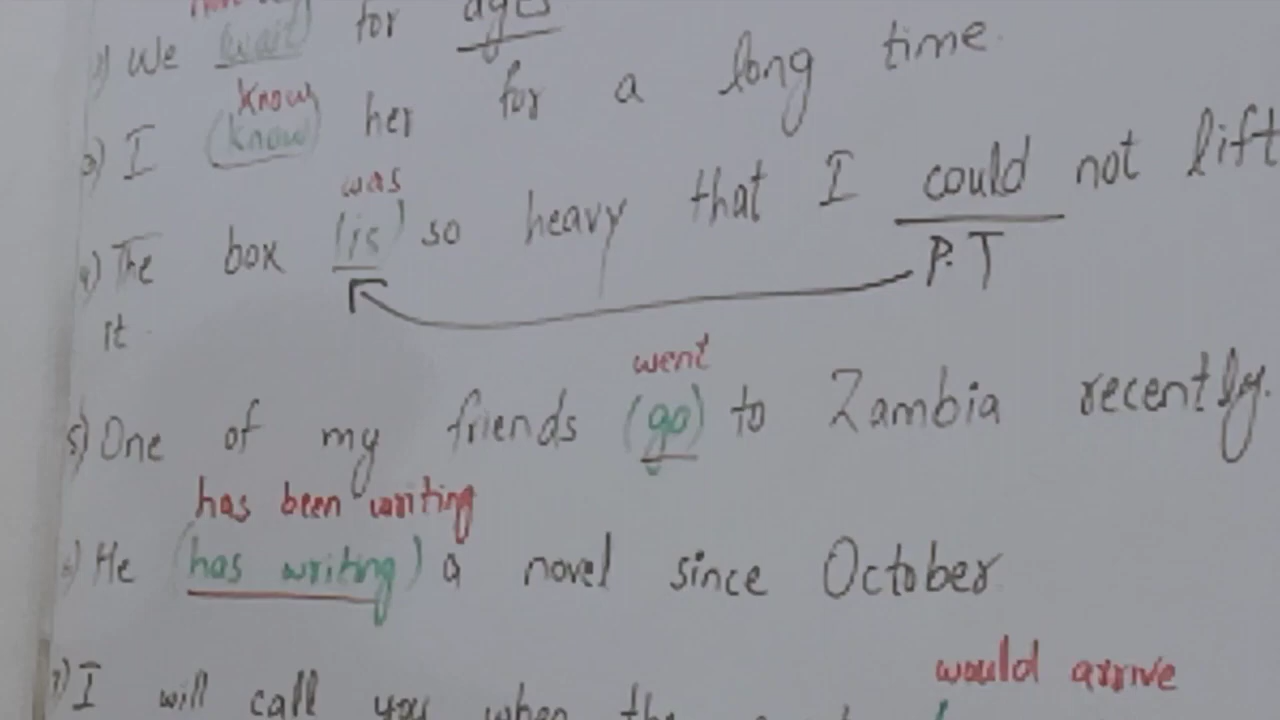 We (wait) for ages
know
3) I (know) her for a long time.
was
4) The box (is) so heavy that I could not lift
P.T
it.
went
5) One of my friends (go) to Zambia recently.
has been writing
6) He (has writing) a novel since October
would arrive
7) I will call you when the